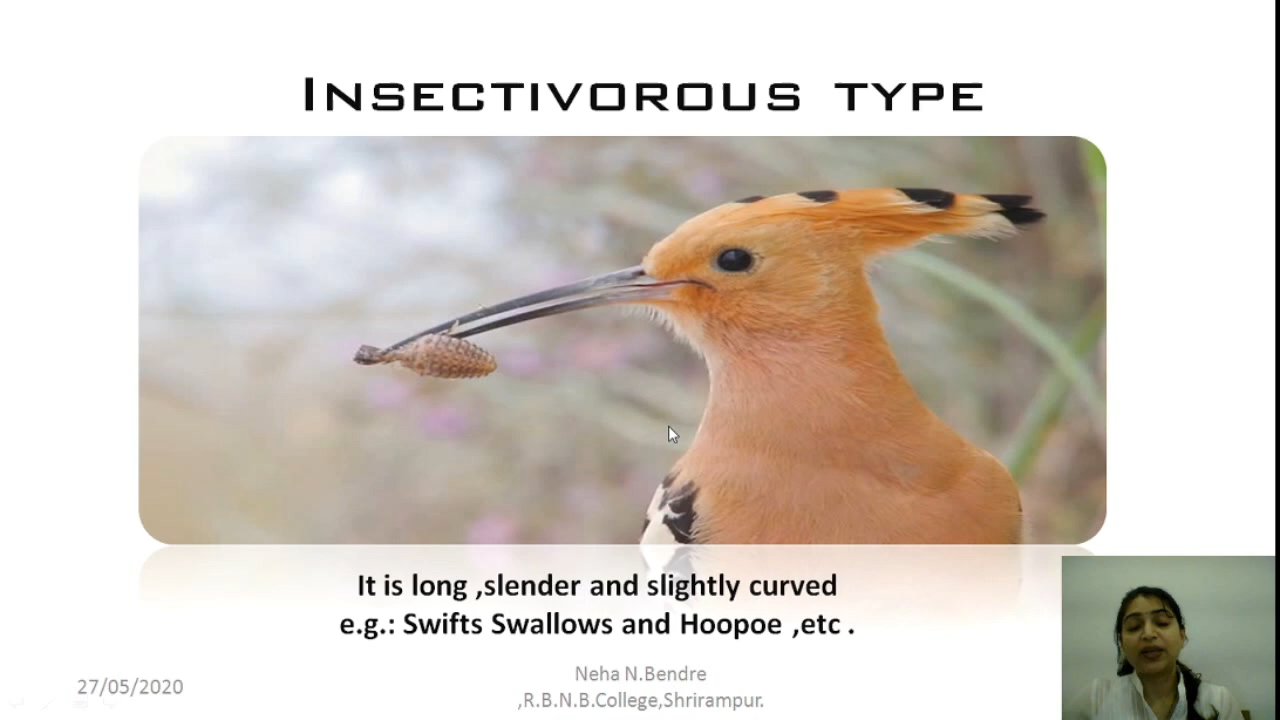 INSECTIVOROUS TYPE
It is long ,slender and slightly curved
e.g.: Swifts Swallows and Hoopoe ,etc .
27/05/2020
Neha N.Bendre
,R.B.N.B.College,Shrirampur.